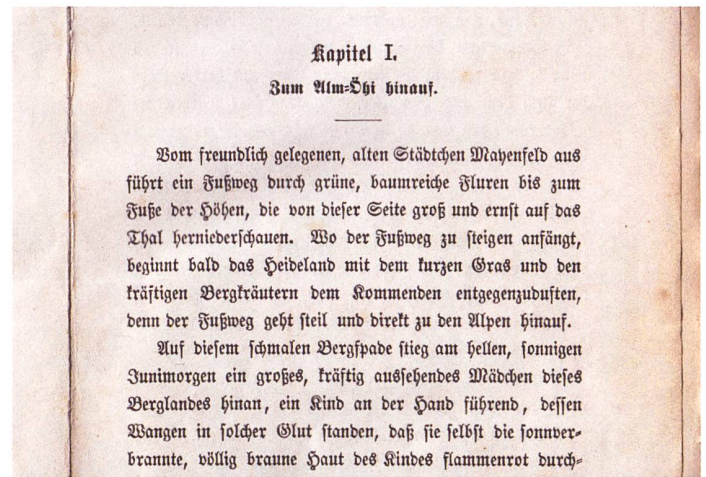 Kapitel I.
Zum Alm-Öhi hinauf.
Vom freundlich gelegenen, alten Städtchen Mayenfeld aus
führt ein Fußweg durch grüne, baumreiche Fluren bis zum
Fuße der Höhen, die von dieser Seite groß und ernst auf das
Thal herniederschauen. Wo der Fußweg zu steigen anfängt,
beginnt bald das Heideland mit dem kurzen Gras und den
kräftigen Bergkräutern dem Kommenden entgegenzuduften,
denn der Fußweg geht steil und direkt zu den Alpen hinauf.
Auf diesem schmalen Bergpfade stieg am hellen, sonnigen
Junimorgen ein großes, kräftig aussehendes Mädchen dieses
Berglandes hinan, ein Kind an der Hand führend, dessen
Wangen in solcher Glut standen, daß sie selbst die sonnver-
brannte, völlig braune Haut des Kindes flammenrot durch-